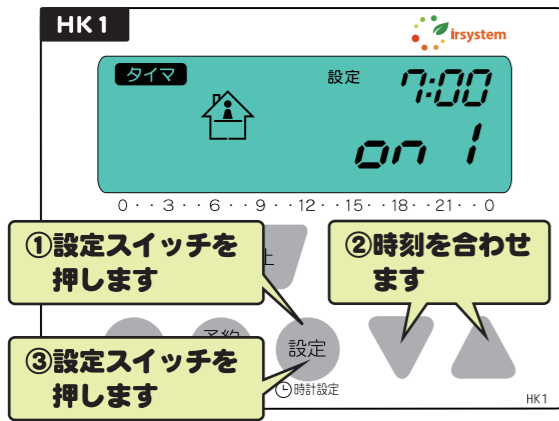 HK1
irsystem
タイマ
設定
7:00
on 1
0・・3・・6・・9・・12・・15・・18・・21・・0
①設定スイッチを
押します
②時刻を合わせ
ます
③設定スイッチを
押します
設定
時計設定
HK1